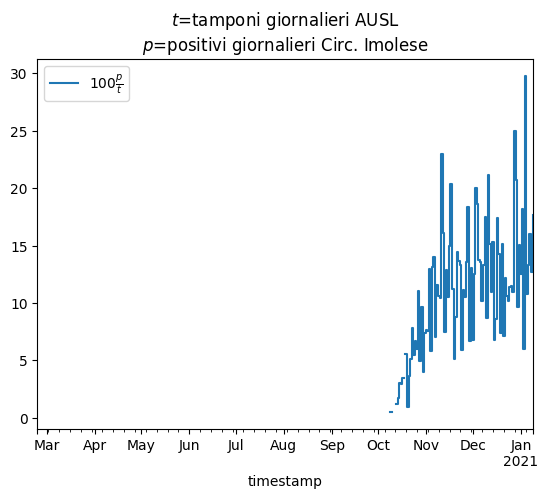 t=tamponi giornalieri AUSL
p=positivi giornalieri Circ. Imolese
100 p/t
30
25
20
15
10
5
0
Mar Apr May Jun Jul Aug Sep Oct Nov Dec Jan
2021
timestamp